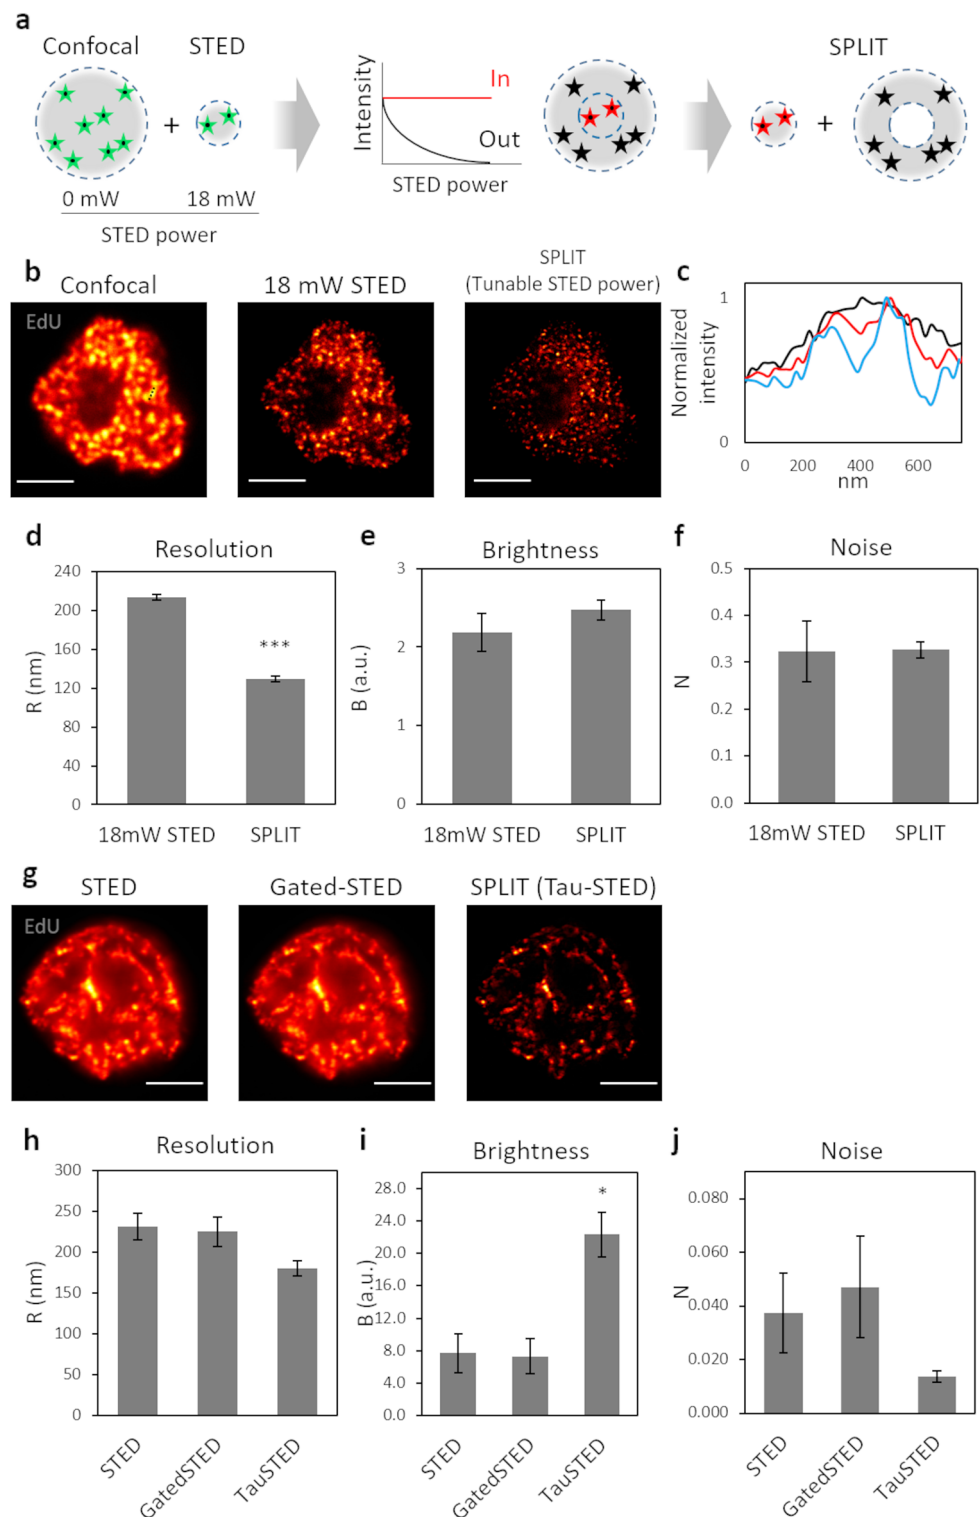 a
Confocal STED SPLIT
Intensity
In
Out
STED power
+
+
0 mW 18 mW
STED power
b
Confocal
18 mW STED
SPLIT
(Tunable STED power)
EdU
c
Normalized
intensity
1
0
0 200 400 600
nm
d
Resolution
R (nm)
240
200
160
120
80
40
0
***
18mW STED SPLIT
e
Brightness
B (a.u.)
3
2
1
0
18mW STED SPLIT
f
Noise
N
0.5
0.4
0.3
0.2
0.1
0.0
18mW STED SPLIT
g
STED Gated-STED SPLIT (Tau-STED)
EdU
h
Resolution
R (nm)
300
250
200
150
100
50
0
STED
GatedSTED
TauSTED
i
Brightness
B (a.u.)
28.0
24.0
20.0
16.0
12.0
8.0
4.0
0.0
*
STED
GatedSTED
TauSTED
j
Noise
N
0.080
0.060
0.040
0.020
0.000
STED
GatedSTED
TauSTED